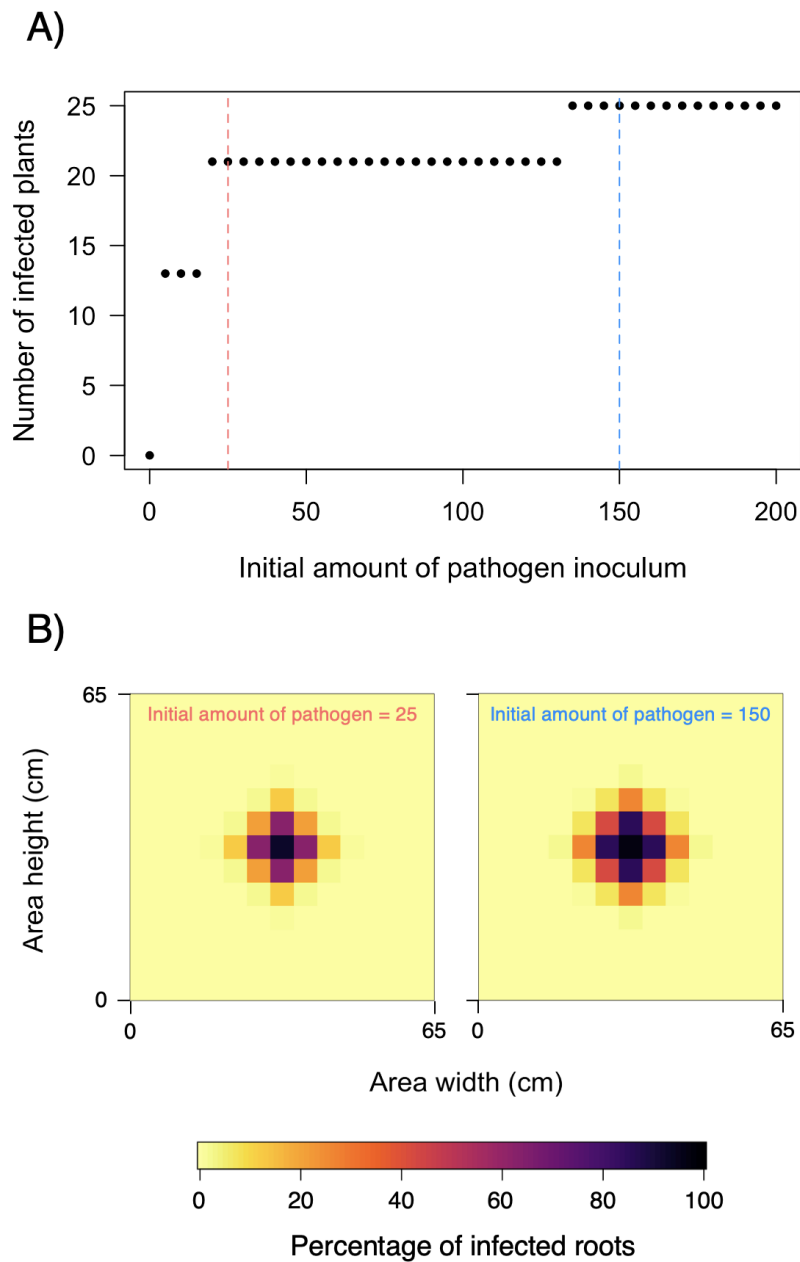 A)
25
20
15
10
5
0
Number of infected plants
0 50 100 150 200
Initial amount of pathogen inoculum
B)
65
Initial amount of pathogen = 25
Initial amount of pathogen = 150
Area height (cm)
0
0 65 0 65
Area width (cm)
0 20 40 60 80 100
Percentage of infected roots